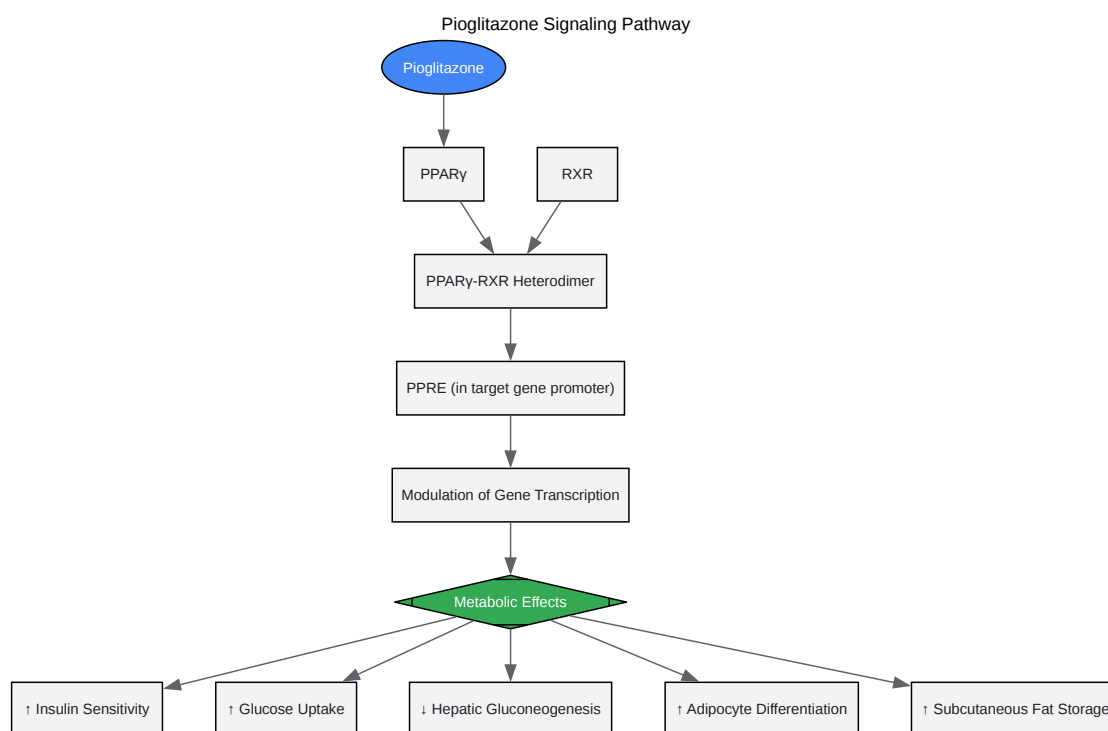 Pioglitazone Signaling Pathway
Pioglitazone
PPARγ
RXR
PPARγ-RXR Heterodimer
PPRE (in target gene promoter)
Modulation of Gene Transcription
Metabolic Effects
↑ Insulin Sensitivity
↑ Glucose Uptake
↓ Hepatic Gluconeogenesis
↑ Adipocyte Differentiation
↑ Subcutaneous Fat Storage